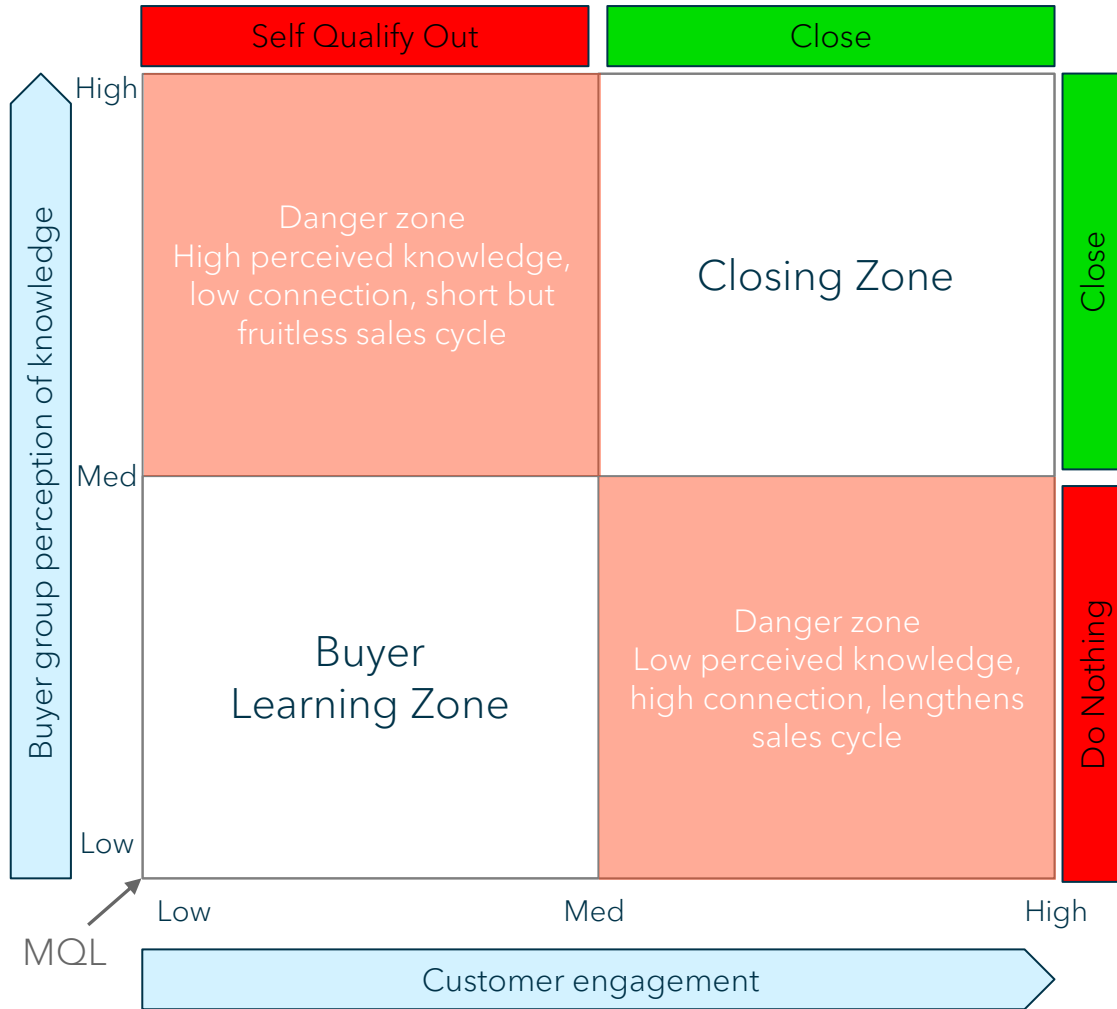 Self Qualify Out
Close
High
Danger zone
High perceived knowledge,
low connection, short but
fruitless sales cycle
Closing Zone
Close
Buyer group perception of knowledge
Med
Buyer
Learning Zone
Danger zone
Low perceived knowledge,
high connection, lengthens
sales cycle
Do Nothing
Low
Low
Med
High
MQL
Customer engagement